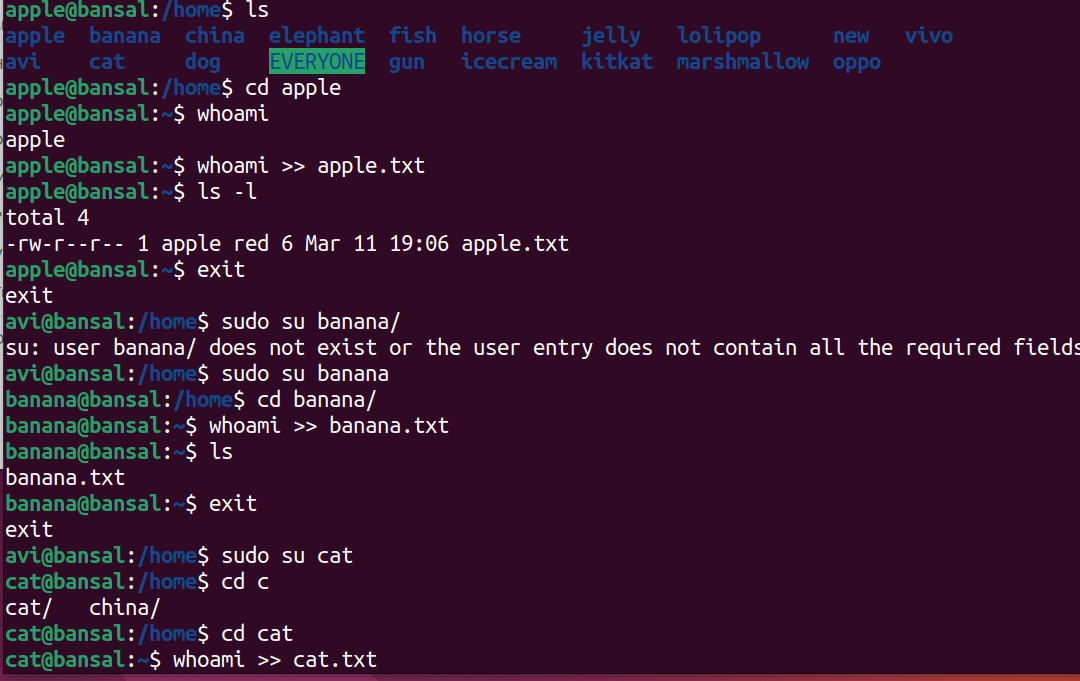 apple@bansal:/home$ ls
apple  banana  china  elephant  fish  horse     jelly   lolipop      new   vivo
avi    cat     dog    EVERYONE  gun   icecream  kitkat  marshmallow  oppo
apple@bansal:/home$ cd apple
apple@bansal:~$ whoami
apple
apple@bansal:~$ whoami >> apple.txt
apple@bansal:~$ ls -l
total 4
-rw-r--r-- 1 apple red 6 Mar 11 19:06 apple.txt
apple@bansal:~$ exit
exit
avi@bansal:/home$ sudo su banana/
su: user banana/ does not exist or the user entry does not contain all the required fields
avi@bansal:/home$ sudo su banana
banana@bansal:/home$ cd banana/
banana@bansal:~$ whoami >> banana.txt
banana@bansal:~$ ls
banana.txt
banana@bansal:~$ exit
exit
avi@bansal:/home$ sudo su cat
cat@bansal:/home$ cd c
cat/   china/
cat@bansal:/home$ cd cat
cat@bansal:~$ whoami >> cat.txt